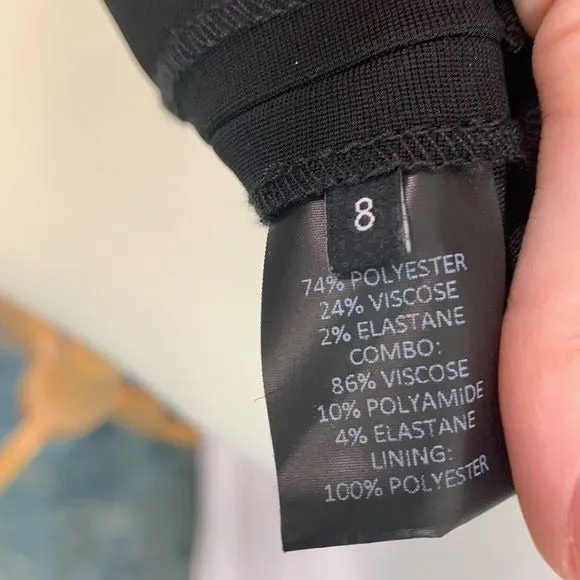 8
74% POLYESTER
24% VISCOSE
2% ELASTANE
COMBO:
86% VISCOSE
10% POLYAMIDE
4% ELASTANE
LINING:
100% POLYESTER